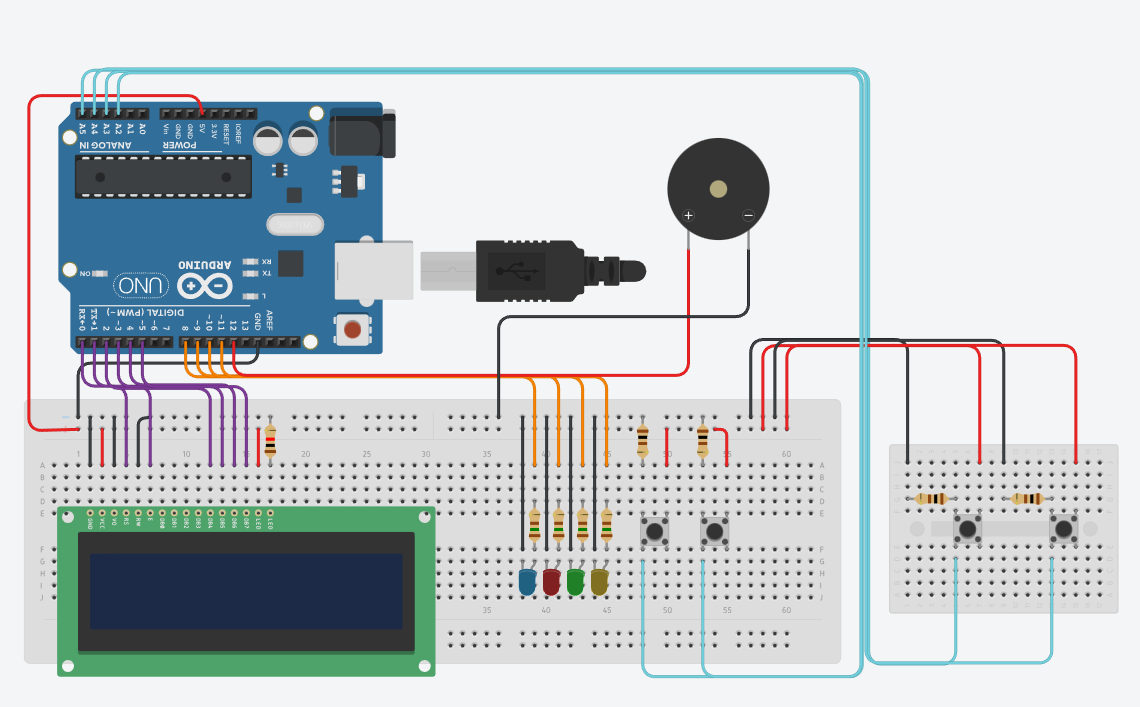 A5 A4 A3 A2 A1 A0 Vin GND GND 5V 3.3V RESET IOREF
ANALOG IN POWER
ON UNO ARDUINO RX
TX
L
DIGITAL (PWM~)
RX←0 TX→1 2 ~3 4 ~5 ~6 7 8 ~9 ~10 ~11 12 13 GND AREF
+ −
1 10 20 25 30 35 40 45 50 55 60
A A
B B
C C
D D
E E
GND VCC VO RS RW E DB0 DB1 DB2 DB3 DB4 DB5 DB6 DB7 LED LED
F F
G G
H H
I I
J J
35 40 45 50 55 60